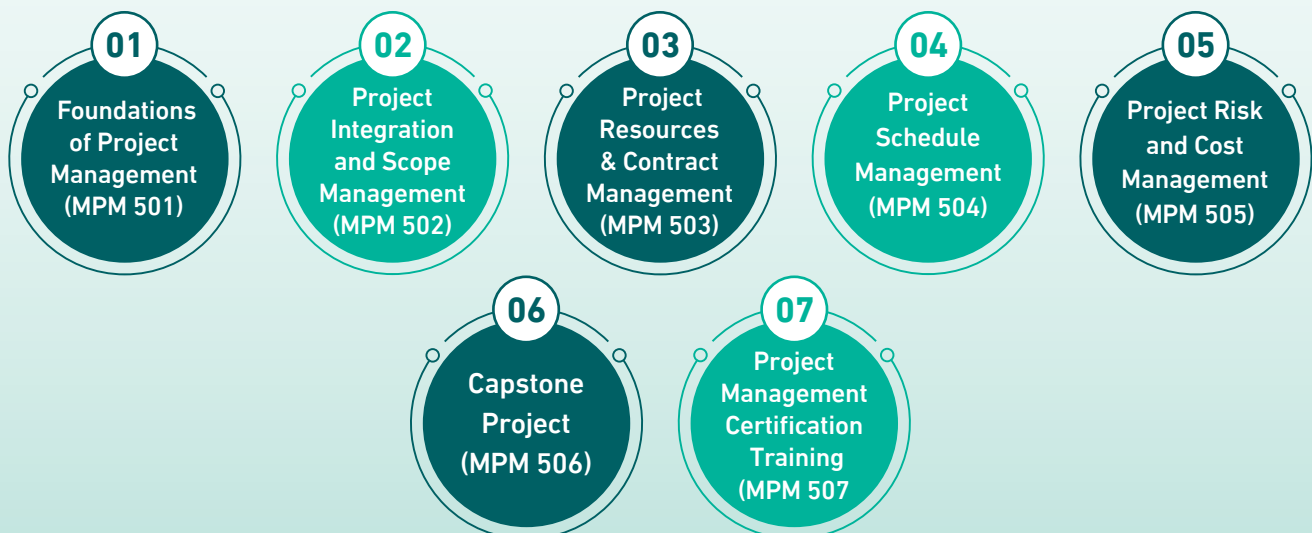 01
Foundations
of Project
Management
(MPM 501)
02
Project
Integration
and Scope
Management
(MPM 502)
03
Project
Resources
& Contract
Management
(MPM 503)
04
Project
Schedule
Management
(MPM 504)
05
Project Risk
and Cost
Management
(MPM 505)
06
Capstone
Project
(MPM 506)
07
Project
Management
Certification
Training
(MPM 507